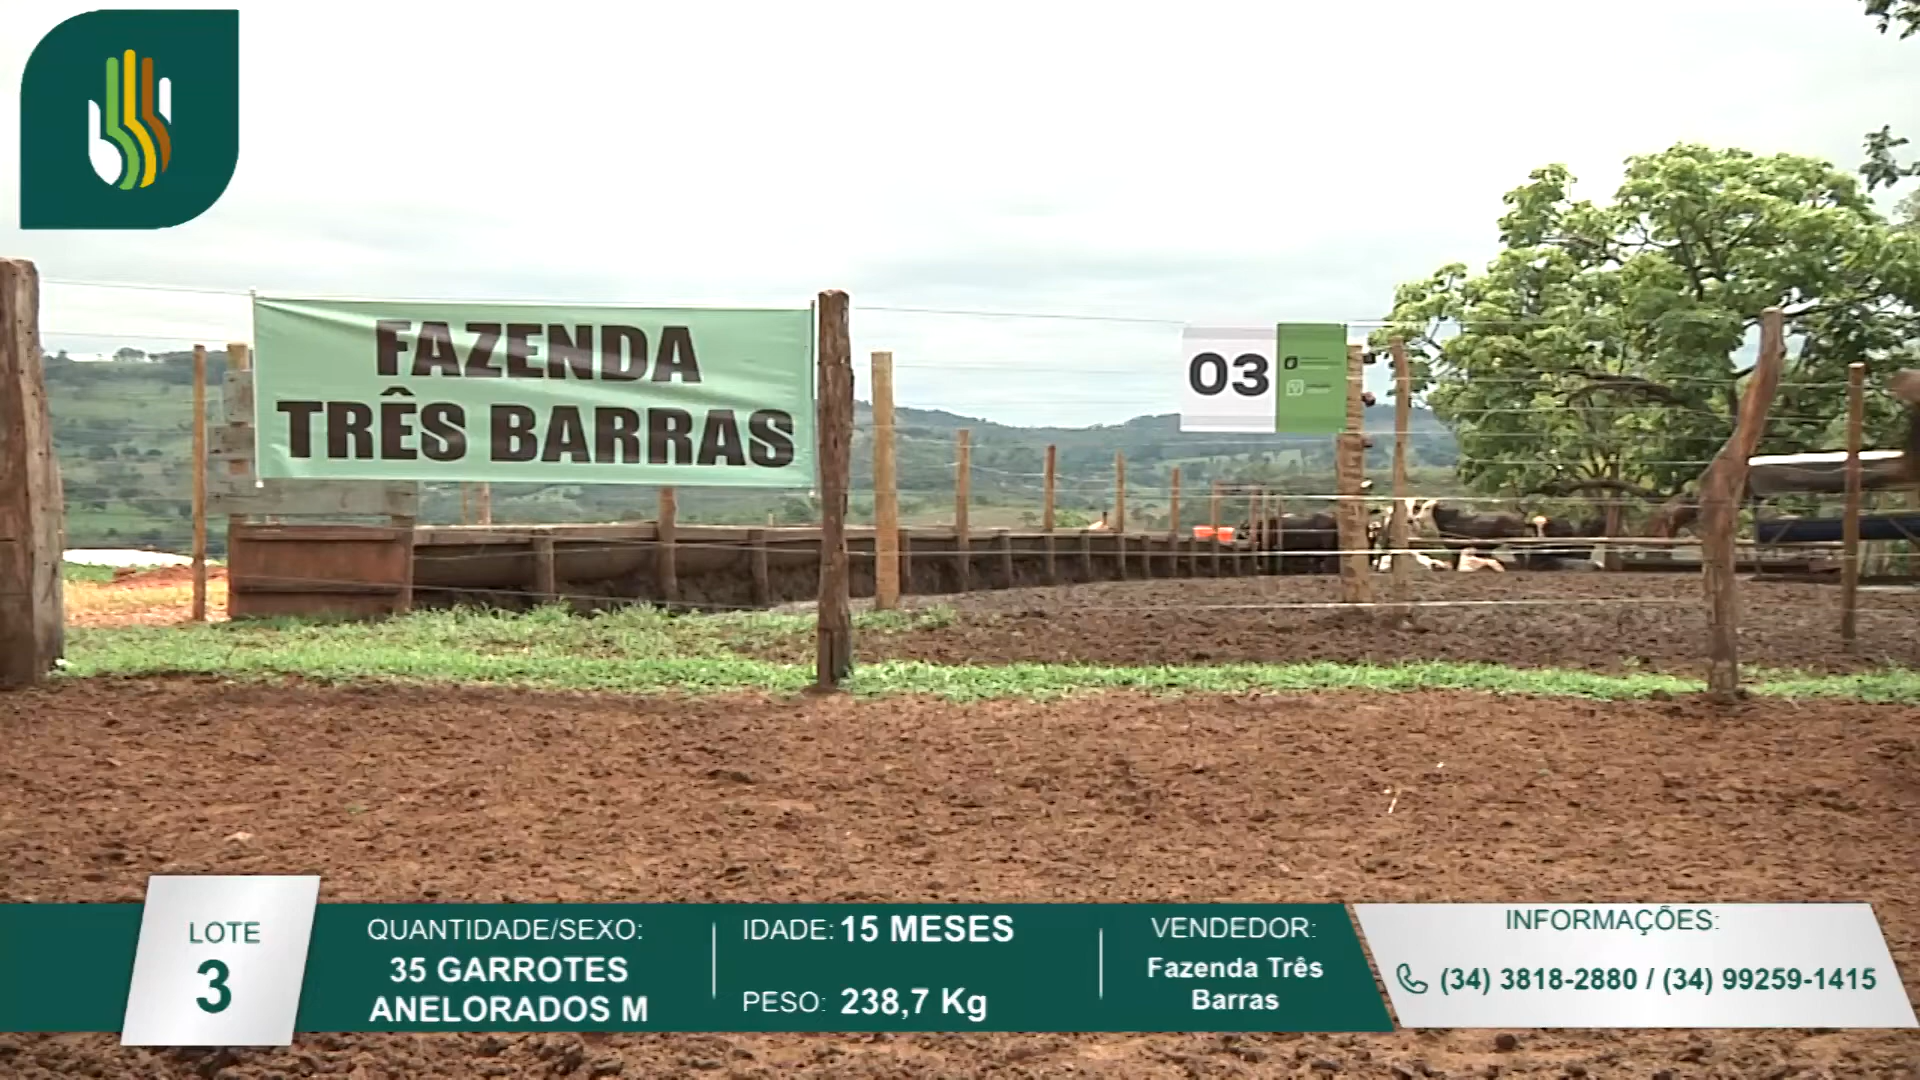 FAZENDA
TRÊS BARRAS
03
LOTE
3
QUANTIDADE/SEXO:
35 GARROTES
ANELORADOS M
IDADE: 15 MESES
PESO: 238,7 Kg
VENDEDOR:
Fazenda Três
Barras
INFORMAÇÕES:
(34) 3818-2880 / (34) 99259-1415